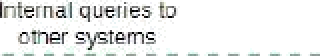 Internal queries to
other systems